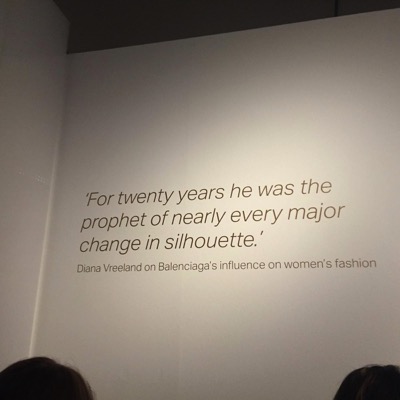 ‘For twenty years he was the
prophet of nearly every major
change in silhouette.’
Diana Vreeland on Balenciaga’s influence on women’s fashion